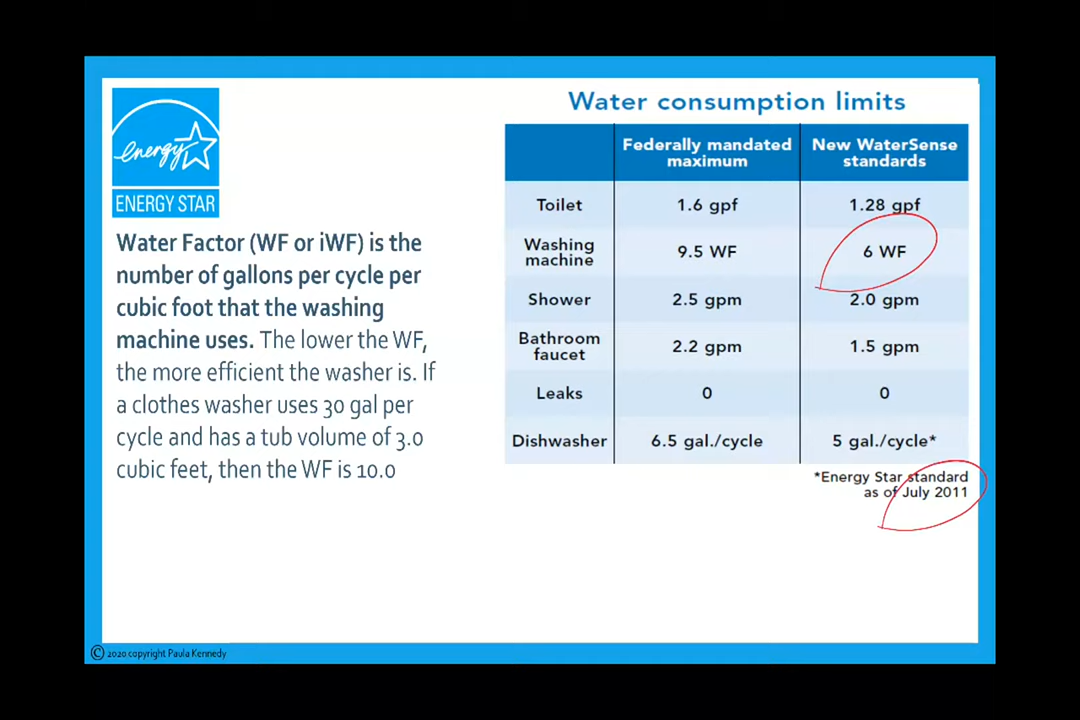 energy
ENERGY STAR
Water Factor (WF or iWF) is the
number of gallons per cycle per
cubic foot that the washing
machine uses. The lower the WF,
the more efficient the washer is. If
a clothes washer uses 30 gal per
cycle and has a tub volume of 3.0
cubic feet, then the WF is 10.0
Water consumption limits
Federally mandated maximum New WaterSense standards
Toilet 1.6 gpf 1.28 gpf
Washing machine 9.5 WF 6 WF
Shower 2.5 gpm 2.0 gpm
Bathroom faucet 2.2 gpm 1.5 gpm
Leaks 0 0
Dishwasher 6.5 gal./cycle 5 gal./cycle*
*Energy Star standard
as of July 2011
© 2020 copyright Paula Kennedy